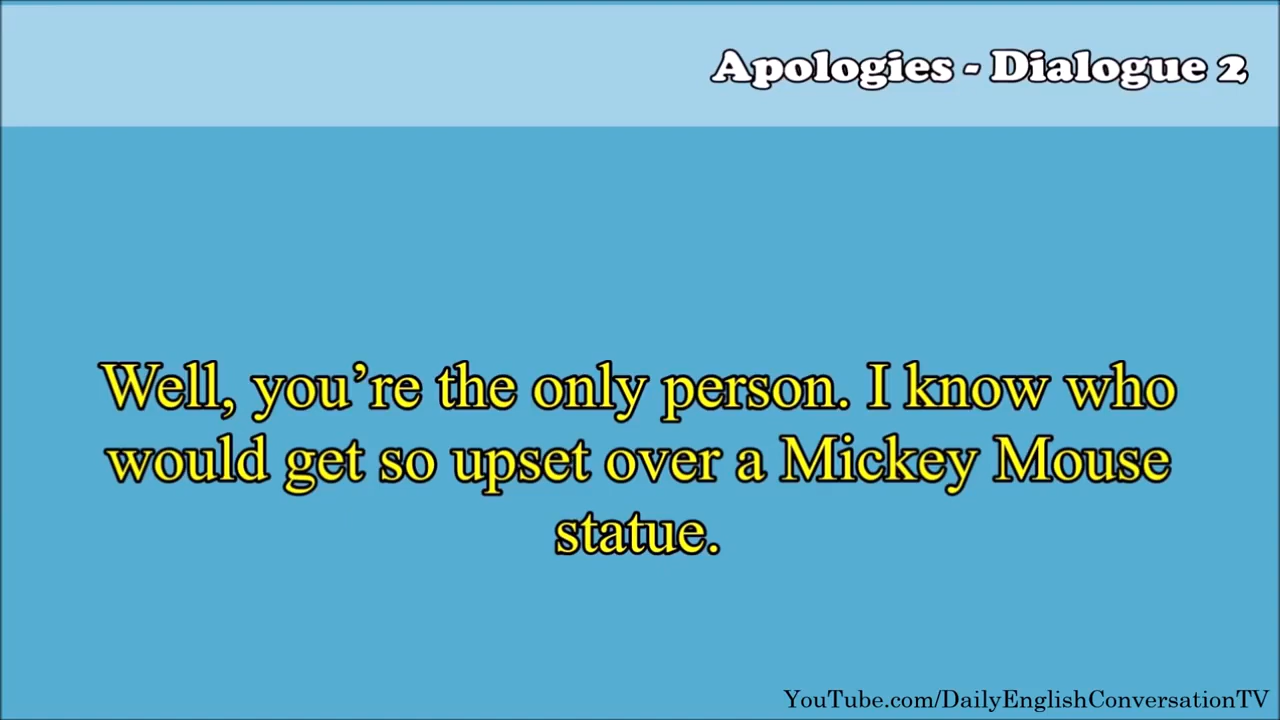 Apologies - Dialogue 2
Well, you’re the only person. I know who
would get so upset over a Mickey Mouse
statue.
YouTube.com/DailyEnglishConversationTV